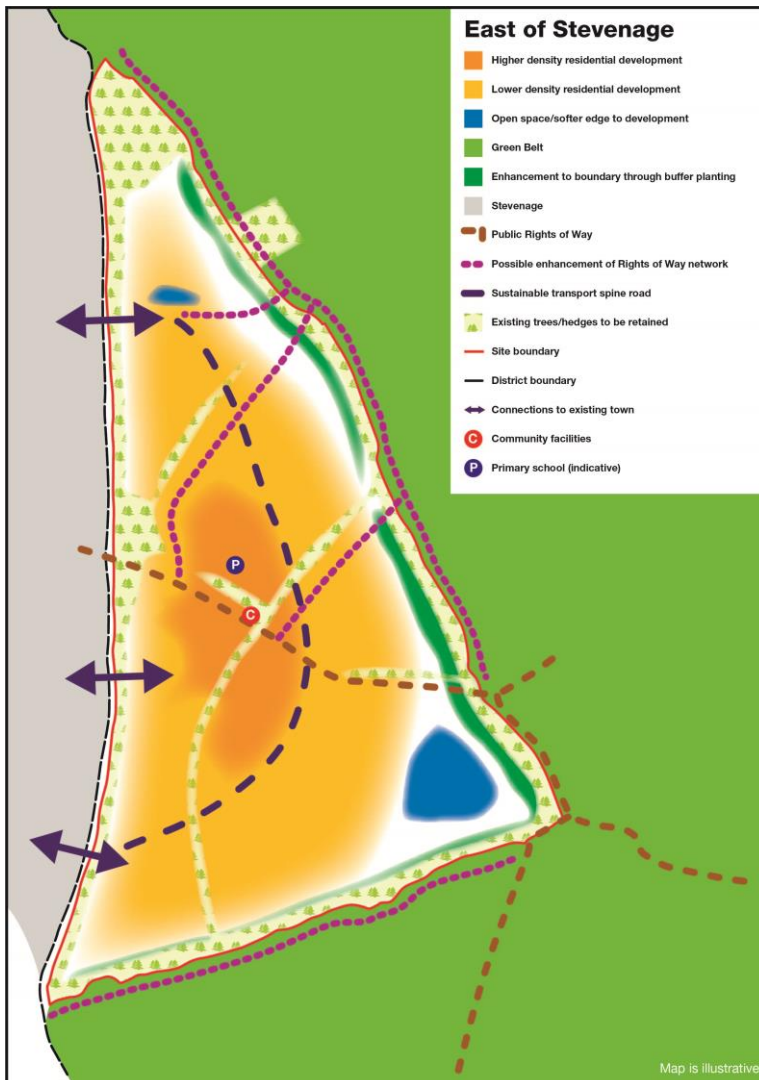 East of Stevenage
Higher density residential development
Lower density residential development
Open space/softer edge to development
Green Belt
Enhancement to boundary through buffer planting
Stevenage
Public Rights of Way
Possible enhancement of Rights of Way network
Sustainable transport spine road
Existing trees/hedges to be retained
Site boundary
District boundary
Connections to existing town
C Community facilities
P Primary school (indicative)
P
C
Map is illustrative